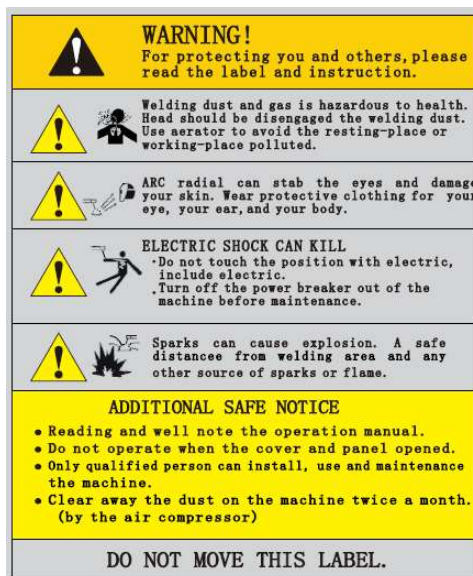 WARNING!
For protecting you and others, please
read the label and instruction.
Welding dust and gas is hazardous to health.
Head should be disengaged the welding dust.
Use aerator to avoid the resting-place or
working-place polluted.
ARC radial can stab the eyes and damage
your skin. Wear protective clothing for your
eye, your ear, and your body.
ELECTRIC SHOCK CAN KILL
·Do not touch the position with electric,
include electric.
.Turn off the power breaker out of the
machine before maintenance.
Sparks can cause explosion. A safe
distancee from welding area and any
other source of sparks or flame.
ADDITIONAL SAFE NOTICE
● Reading and well note the operation manual.
● Do not operate when the cover and panel opened.
● Only qualified person can install, use and maintenance
the machine.
● Clear away the dust on the machine twice a month.
(by the air compressor)
DO NOT MOVE THIS LABEL.